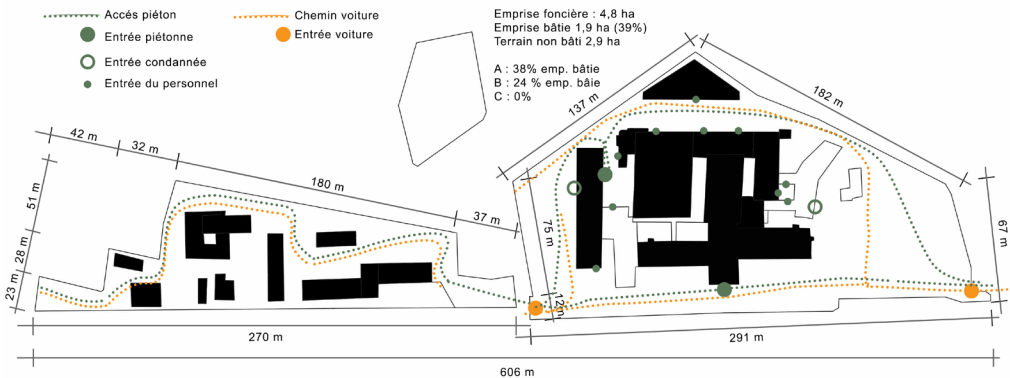 Accés piéton
Entrée piétonne
Entrée condannée
Entrée du personnel
Chemin voiture
Entrée voiture
Emprise foncière : 4,8 ha
Emprise bâtie 1,9 ha (39%)
Terrain non bâti 2,9 ha
A : 38% emp. bâtie
B : 24 % emp. bâie
C : 0%
42 m
32 m
180 m
37 m
51 m
28 m
23 m
137 m
182 m
75 m
12m
67 m
270 m
291 m
606 m